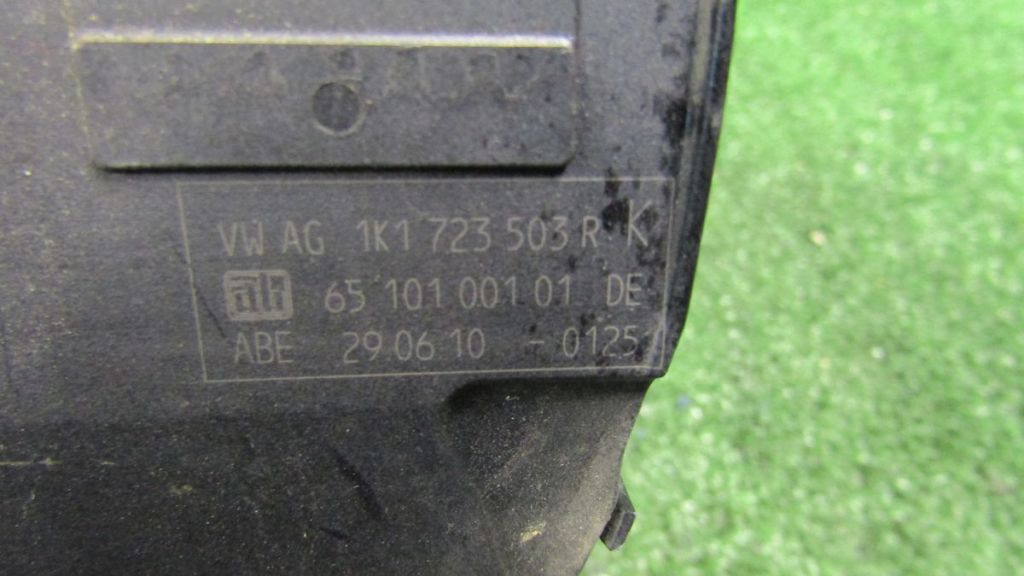 VW AG 1K1 723 503 R K
65 101 001 01 DE
ABE 29 06 10 - 0125